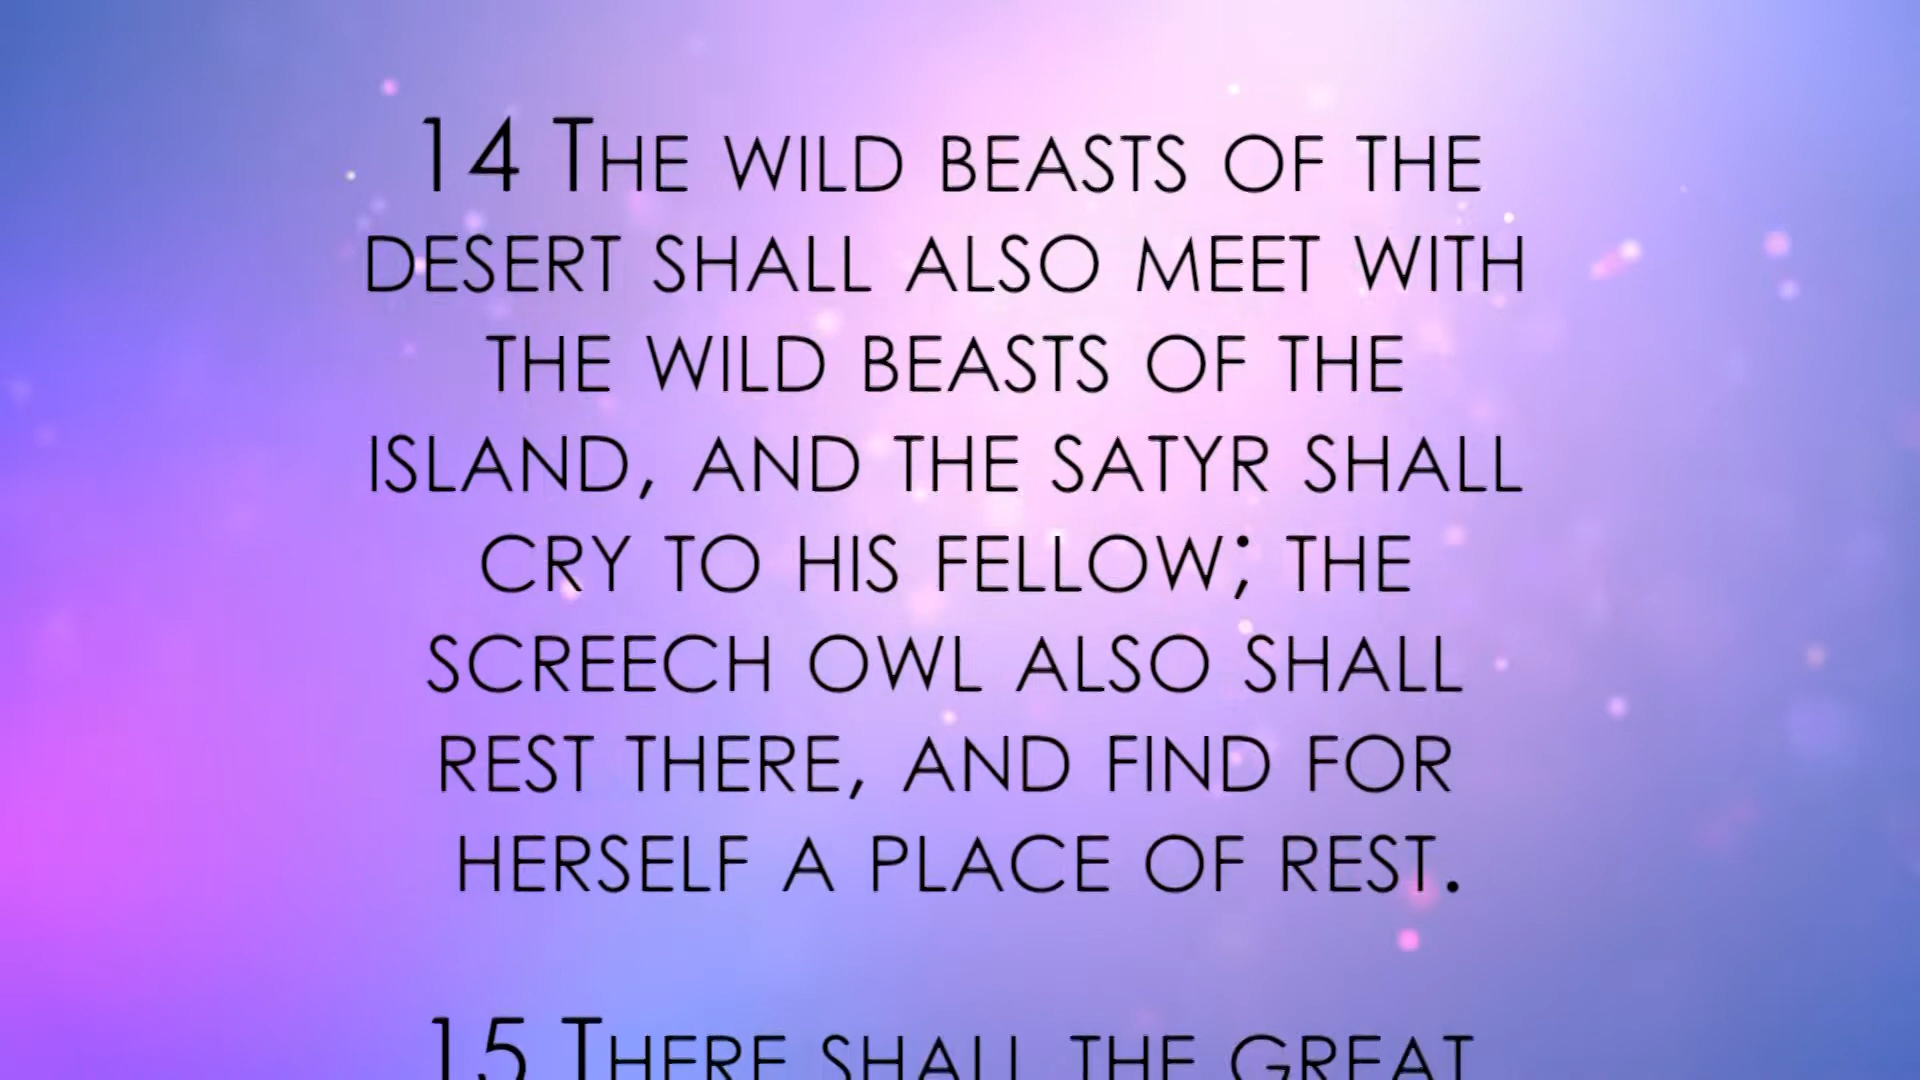 14 The wild beasts of the
desert shall also meet with
the wild beasts of the
island, and the satyr shall
cry to his fellow; the
screech owl also shall
rest there, and find for
herself a place of rest.
15 There shall the great